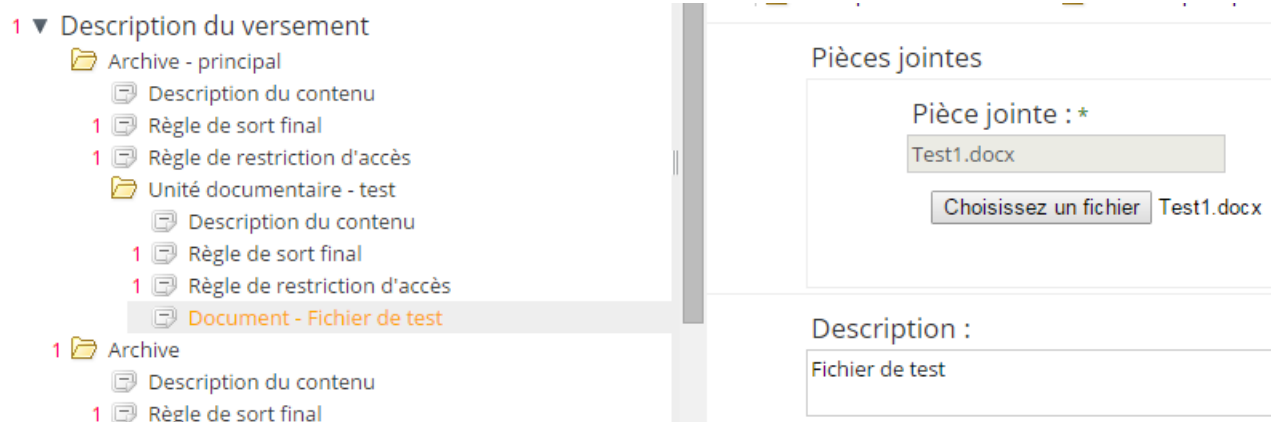 1 ▼ Description du versement
Archive - principal
Description du contenu
1 Règle de sort final
1 Règle de restriction d'accès
Unité documentaire - test
Description du contenu
1 Règle de sort final
1 Règle de restriction d'accès
Document - Fichier de test
1 Archive
Description du contenu
1 Règle de sort final
Pièces jointes
Pièce jointe : *
Test1.docx
Choisissez un fichier Test1.docx
Description :
Fichier de test